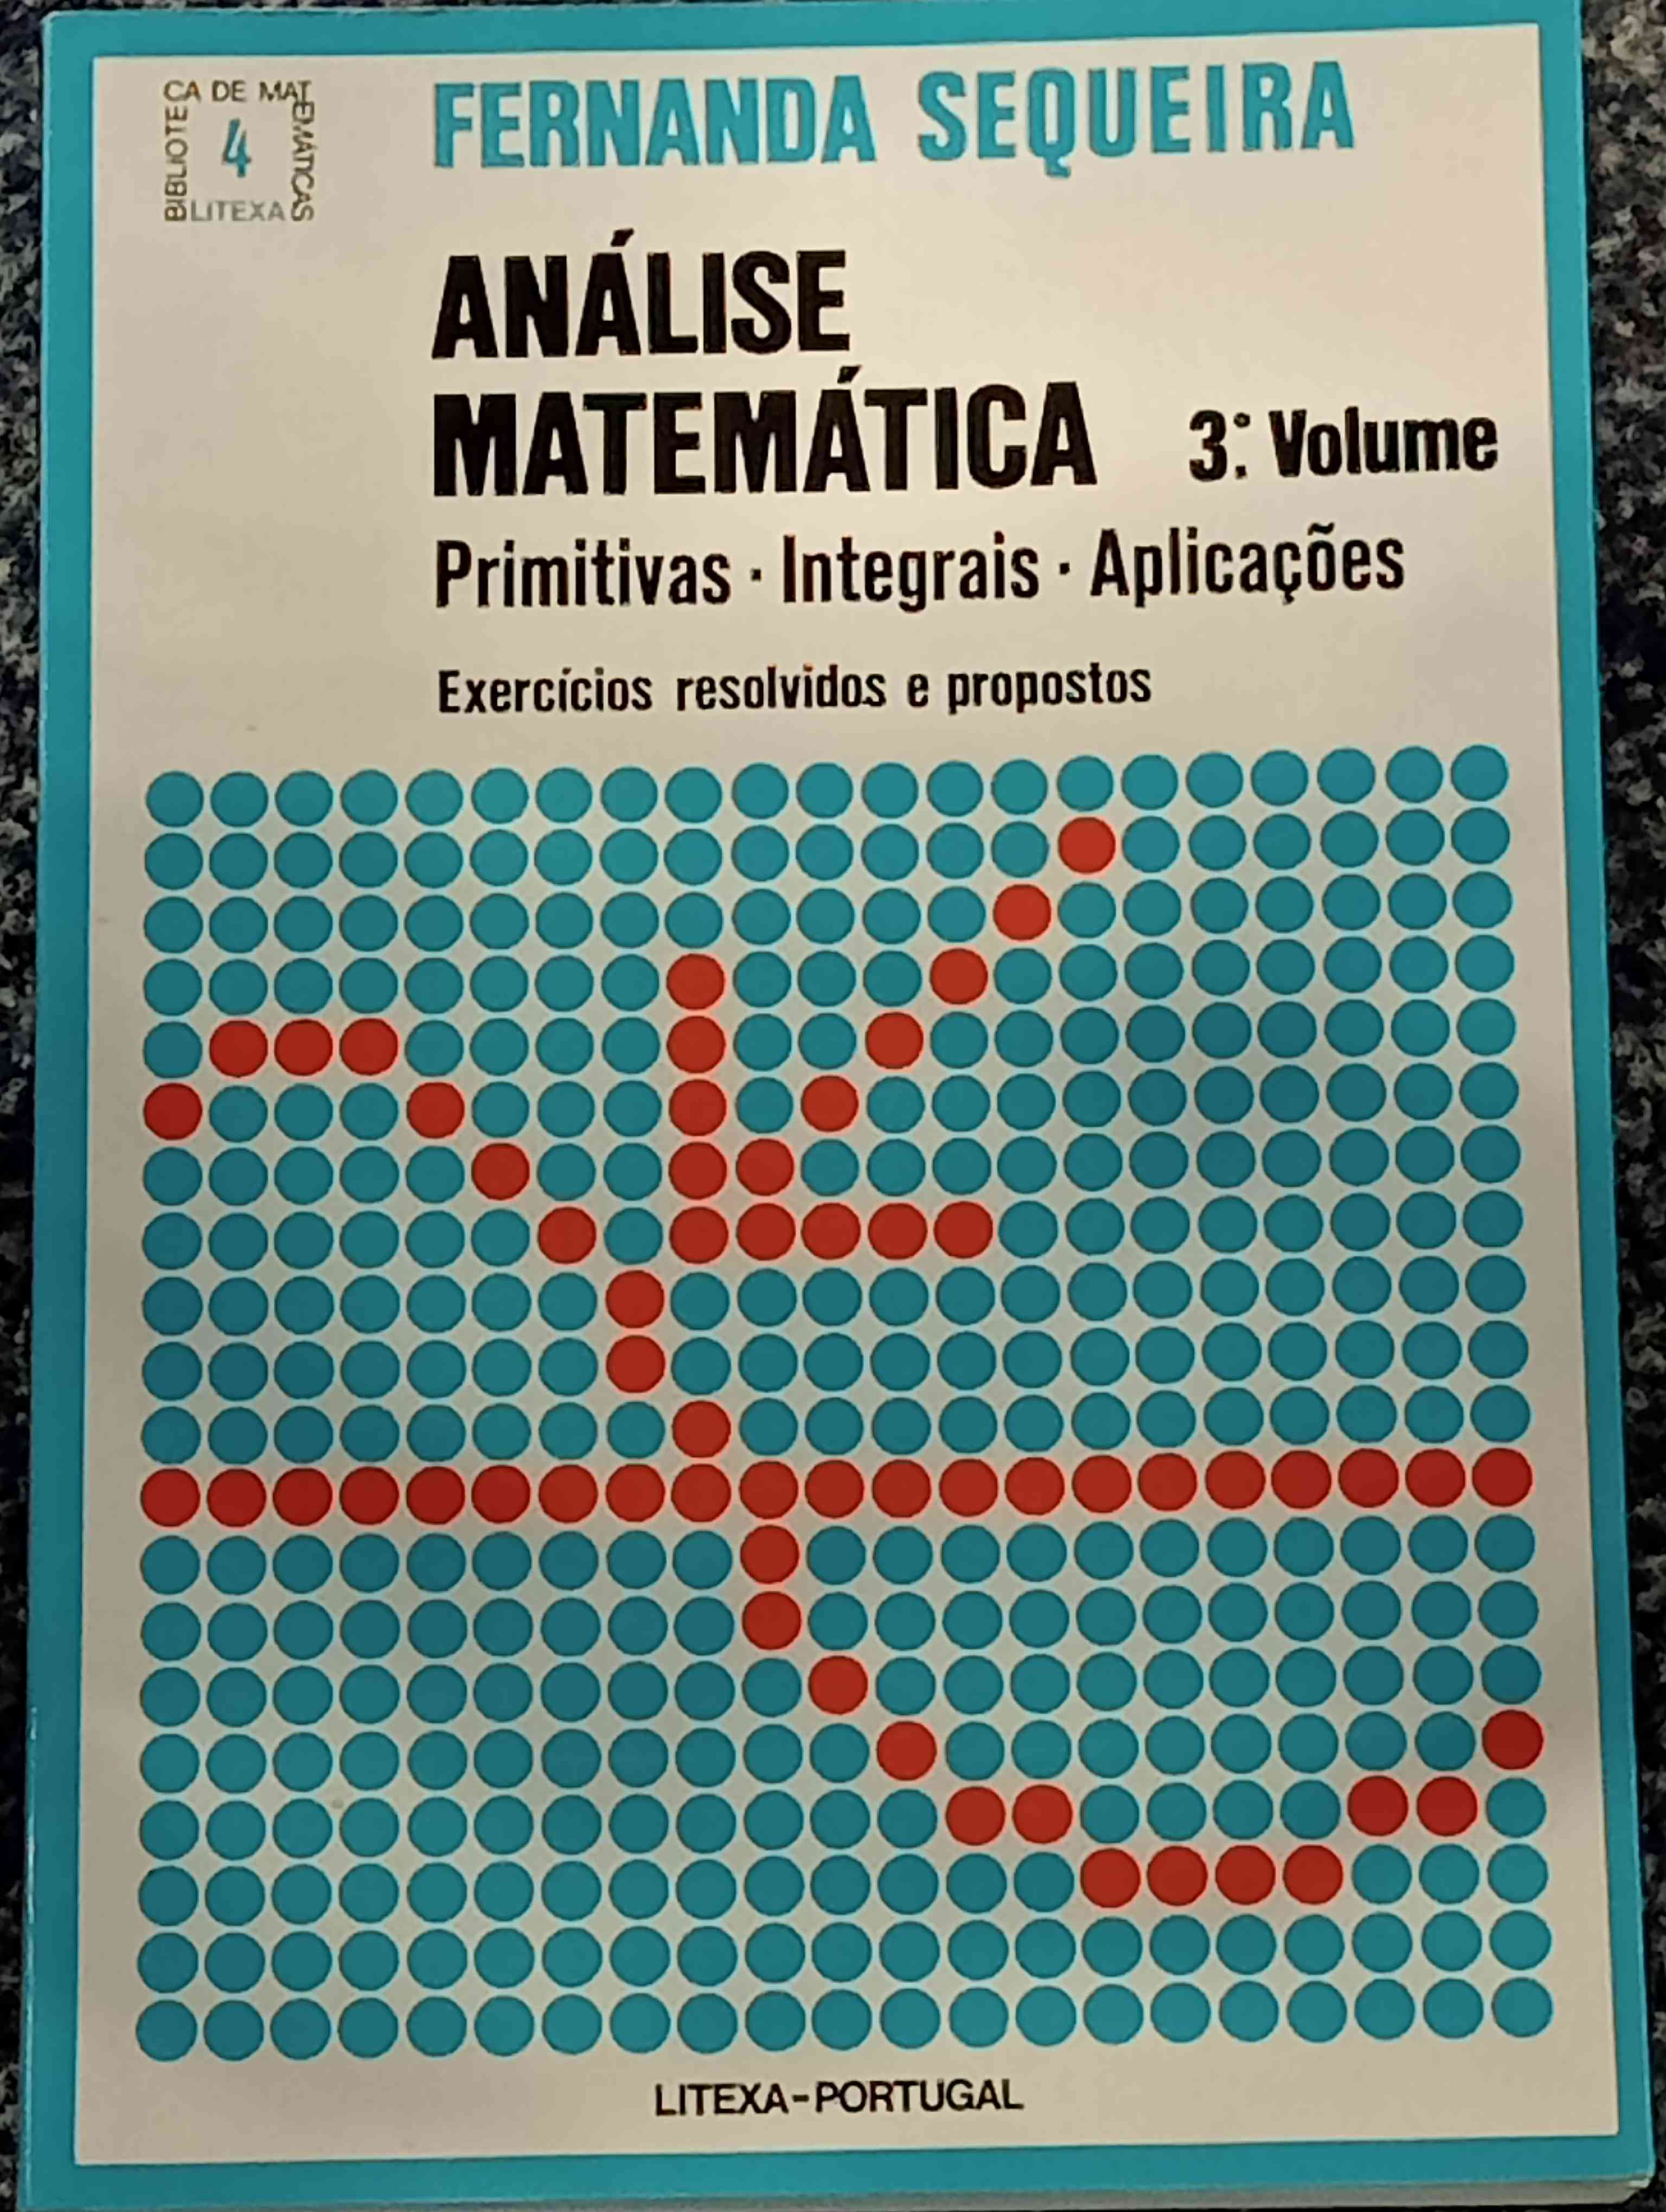 BIBLIOTECA DE MATEMÁTICAS
4
LITEXA
FERNANDA SEQUEIRA
ANÁLISE
MATEMÁTICA 3.º Volume
Primitivas · Integrais · Aplicações
Exercícios resolvidos e propostos
LITEXA-PORTUGAL